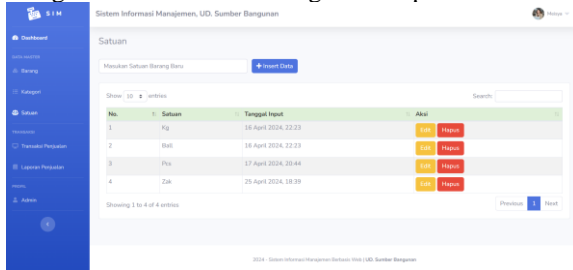 SIM
Sistem Informasi Manajemen, UD. Sumber Bangunan
Dashboard
Satuan
DATA MASTER
Barang
Masukan Satuan Barang Baru
+ Insert Data
Kategori
Satuan
Show 10 entries
Search:
No. Satuan Tanggal Input Aksi
1 Kg 16 April 2024, 22:23 Edit Hapus
2 Ball 16 April 2024, 22:23 Edit Hapus
3 Pcs 17 April 2024, 20:44 Edit Hapus
4 Zak 25 April 2024, 18:39 Edit Hapus
Transaksi Penjualan
Laporan Penjualan
Admin
Showing 1 to 4 of 4 entries
Previous 1 Next
2024 - Sistem Informasi Manajemen Berbasis Web | UD. Sumber Bangunan